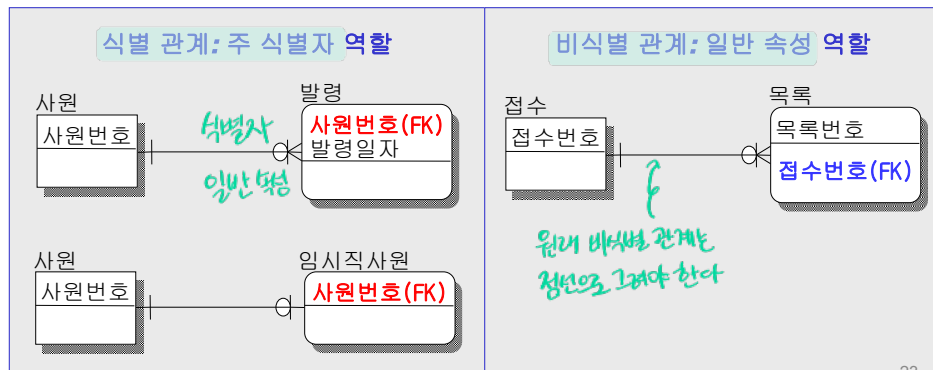 식별 관계: 주 식별자 역할
사원
사원번호
식별자
일반 속성
발령
사원번호(FK)
발령일자
사원
사원번호
임시직사원
사원번호(FK)
비식별 관계: 일반 속성 역할
접수
접수번호
목록
목록번호
접수번호(FK)
원래 비식별 관계는
점선으로 그려야 한다